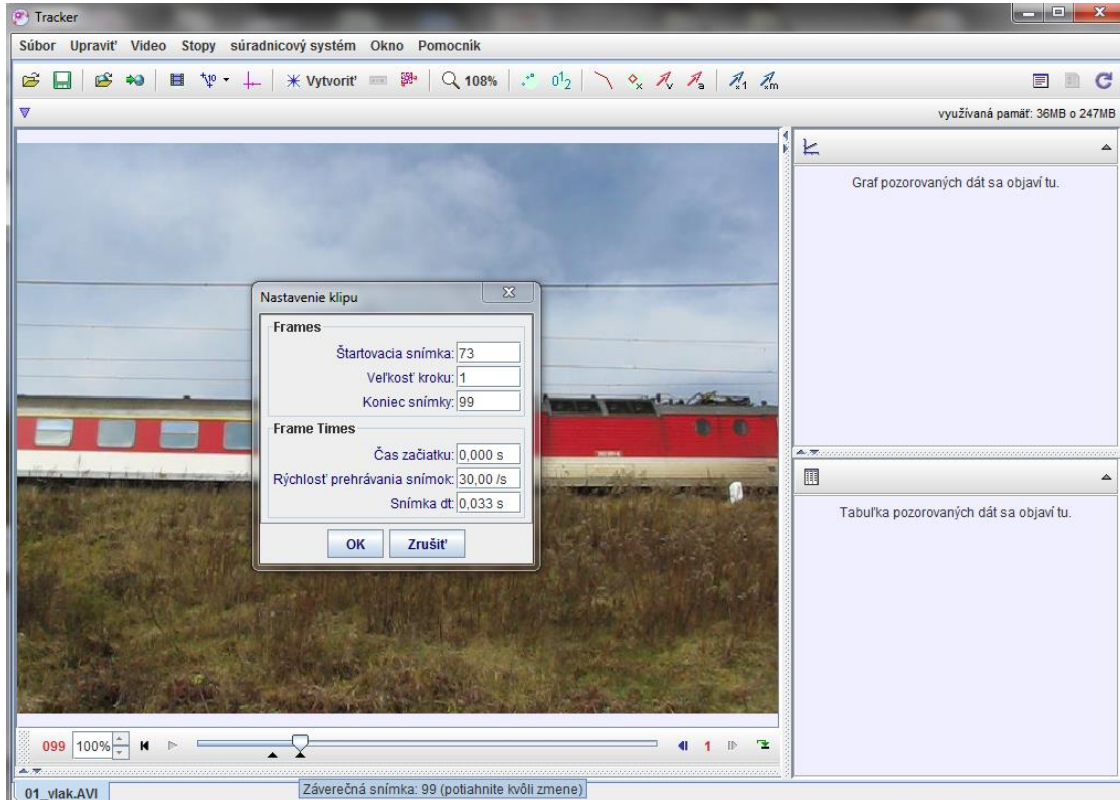 Tracker
Súbor Upraviť Video Stopy súradnicový systém Okno Pomocník
Vytvoriť 108%
využívaná pamäť: 36MB o 247MB
Graf pozorovaných dát sa objaví tu.
Nastavenie klipu
Frames
Štartovacia snímka: 73
Veľkosť kroku: 1
Koniec snímky: 99
Frame Times
Čas začiatku: 0,000 s
Rýchlosť prehrávania snímok: 30,00 /s
Snímka dt: 0,033 s
OK Zrušiť
Tabuľka pozorovaných dát sa objaví tu.
099 100% 1
01_vlak.AVI
Záverečná snímka: 99 (potiahnite kvôli zmene)